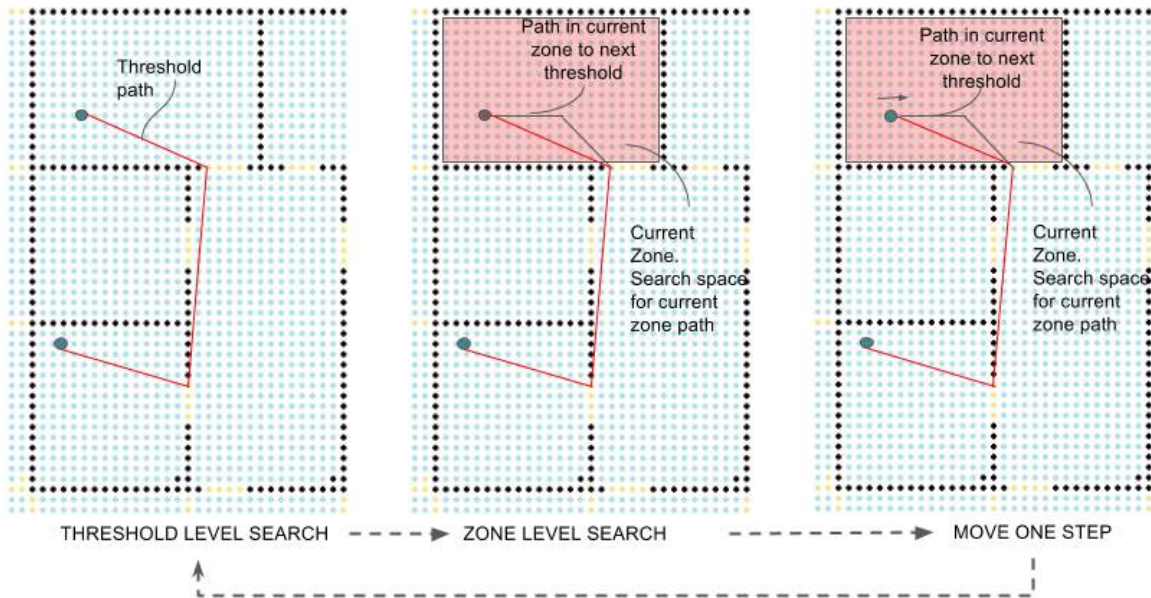 Threshold
path
Path in current
zone to next
threshold
Current
Zone.
Search space
for current
zone path
Path in current
zone to next
threshold
Current
Zone.
Search space
for current
zone path
THRESHOLD LEVEL SEARCH
ZONE LEVEL SEARCH
MOVE ONE STEP